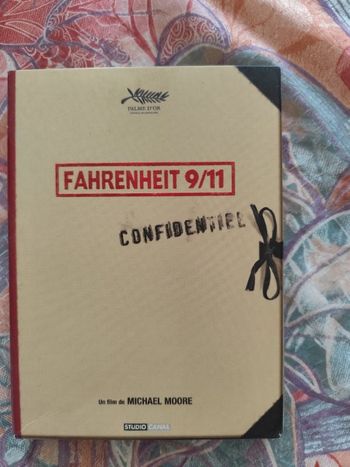 PALME D'OR
FAHRENHEIT 9/11
CONFIDENTIEL
Un film de MICHAEL MOORE
STUDIO CANAL